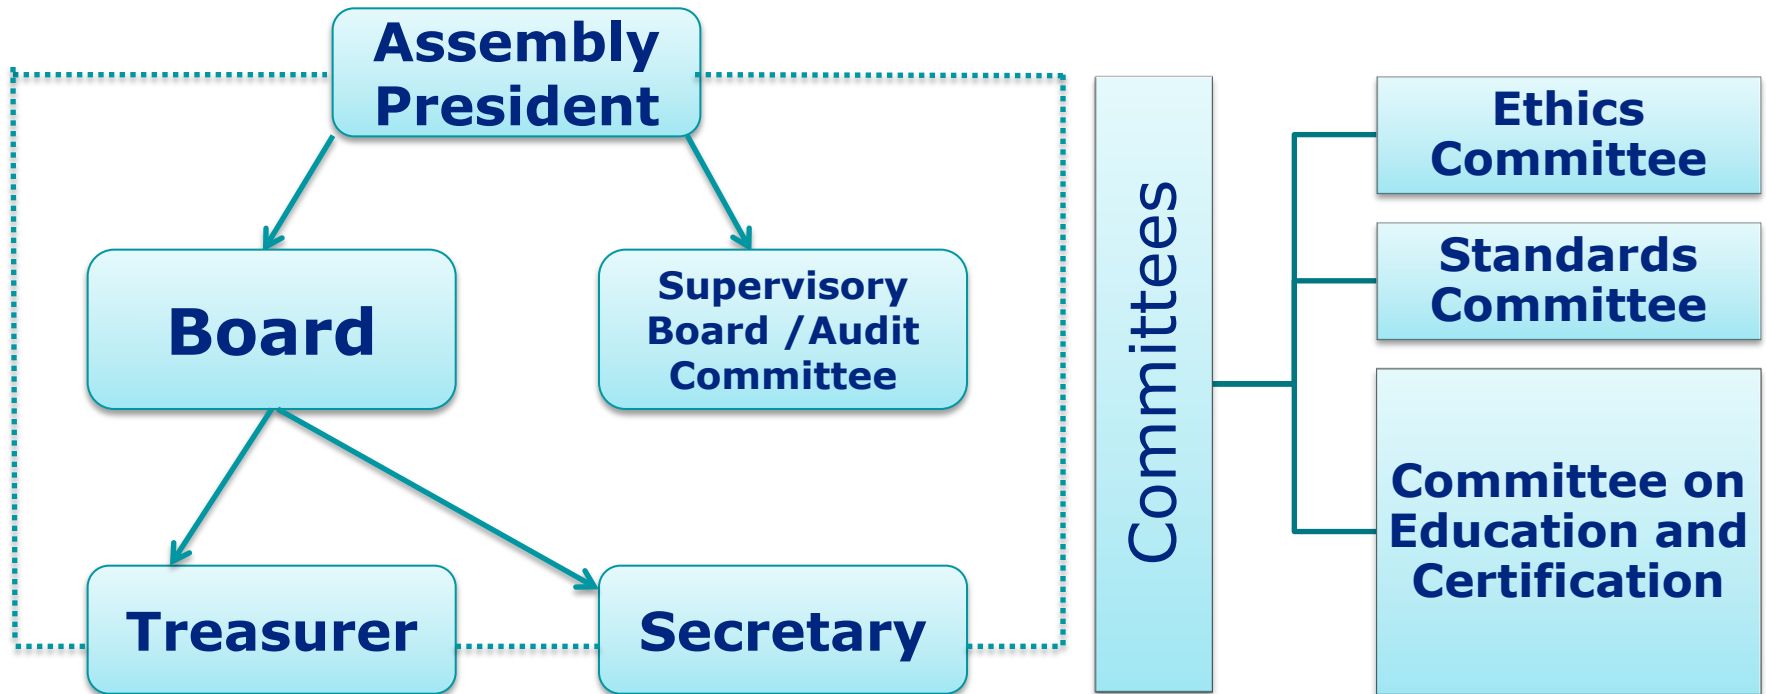 Assembly
President
Board
Supervisory
Board /Audit
Committee
Treasurer
Secretary
Committees
Ethics
Committee
Standards
Committee
Committee on
Education and
Certification